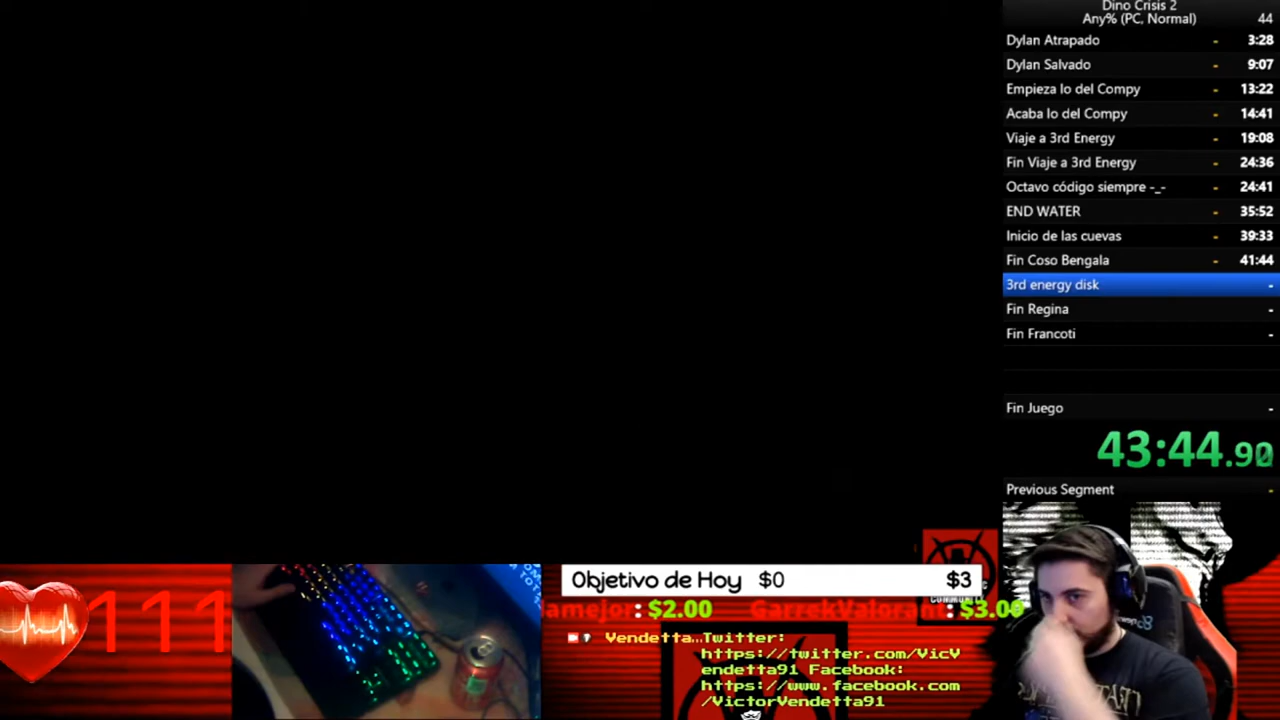 Dino Crisis 2
Any% (PC, Normal) 44
Dylan Atrapado - 3:28
Dylan Salvado - 9:07
Empieza lo del Compy - 13:22
Acaba lo del Compy - 14:41
Viaje a 3rd Energy - 19:08
Fin Viaje a 3rd Energy - 24:36
Octavo código siempre -_- - 24:41
END WATER - 35:52
Inicio de las cuevas - 39:33
Fin Coso Bengala - 41:44
3rd energy disk -
Fin Regina -
Fin Francoti -
Fin Juego -
43:44.90
Previous Segment -
Objetivo de Hoy $0 $3
lamejor: $2.00 GarrekValorant: $3.00
111
Vendetta...Twitter:
https://twitter.com/VicV
endetta91 Facebook:
https://www.facebook.com
/VictorVendetta91